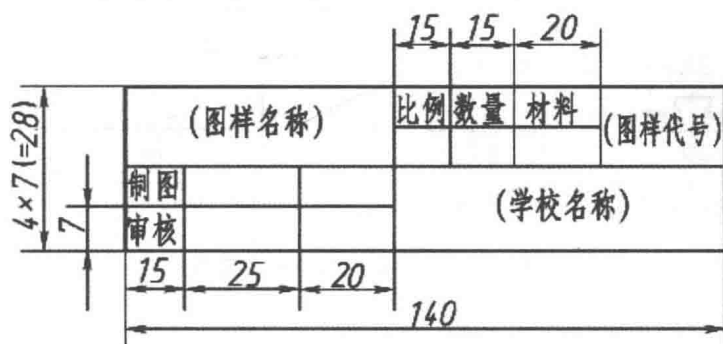 15 15 20
比例 数量 材料
(图样名称) (图样代号)
4×7(=28)
制图
(学校名称)
7
审核
15 25 20
140